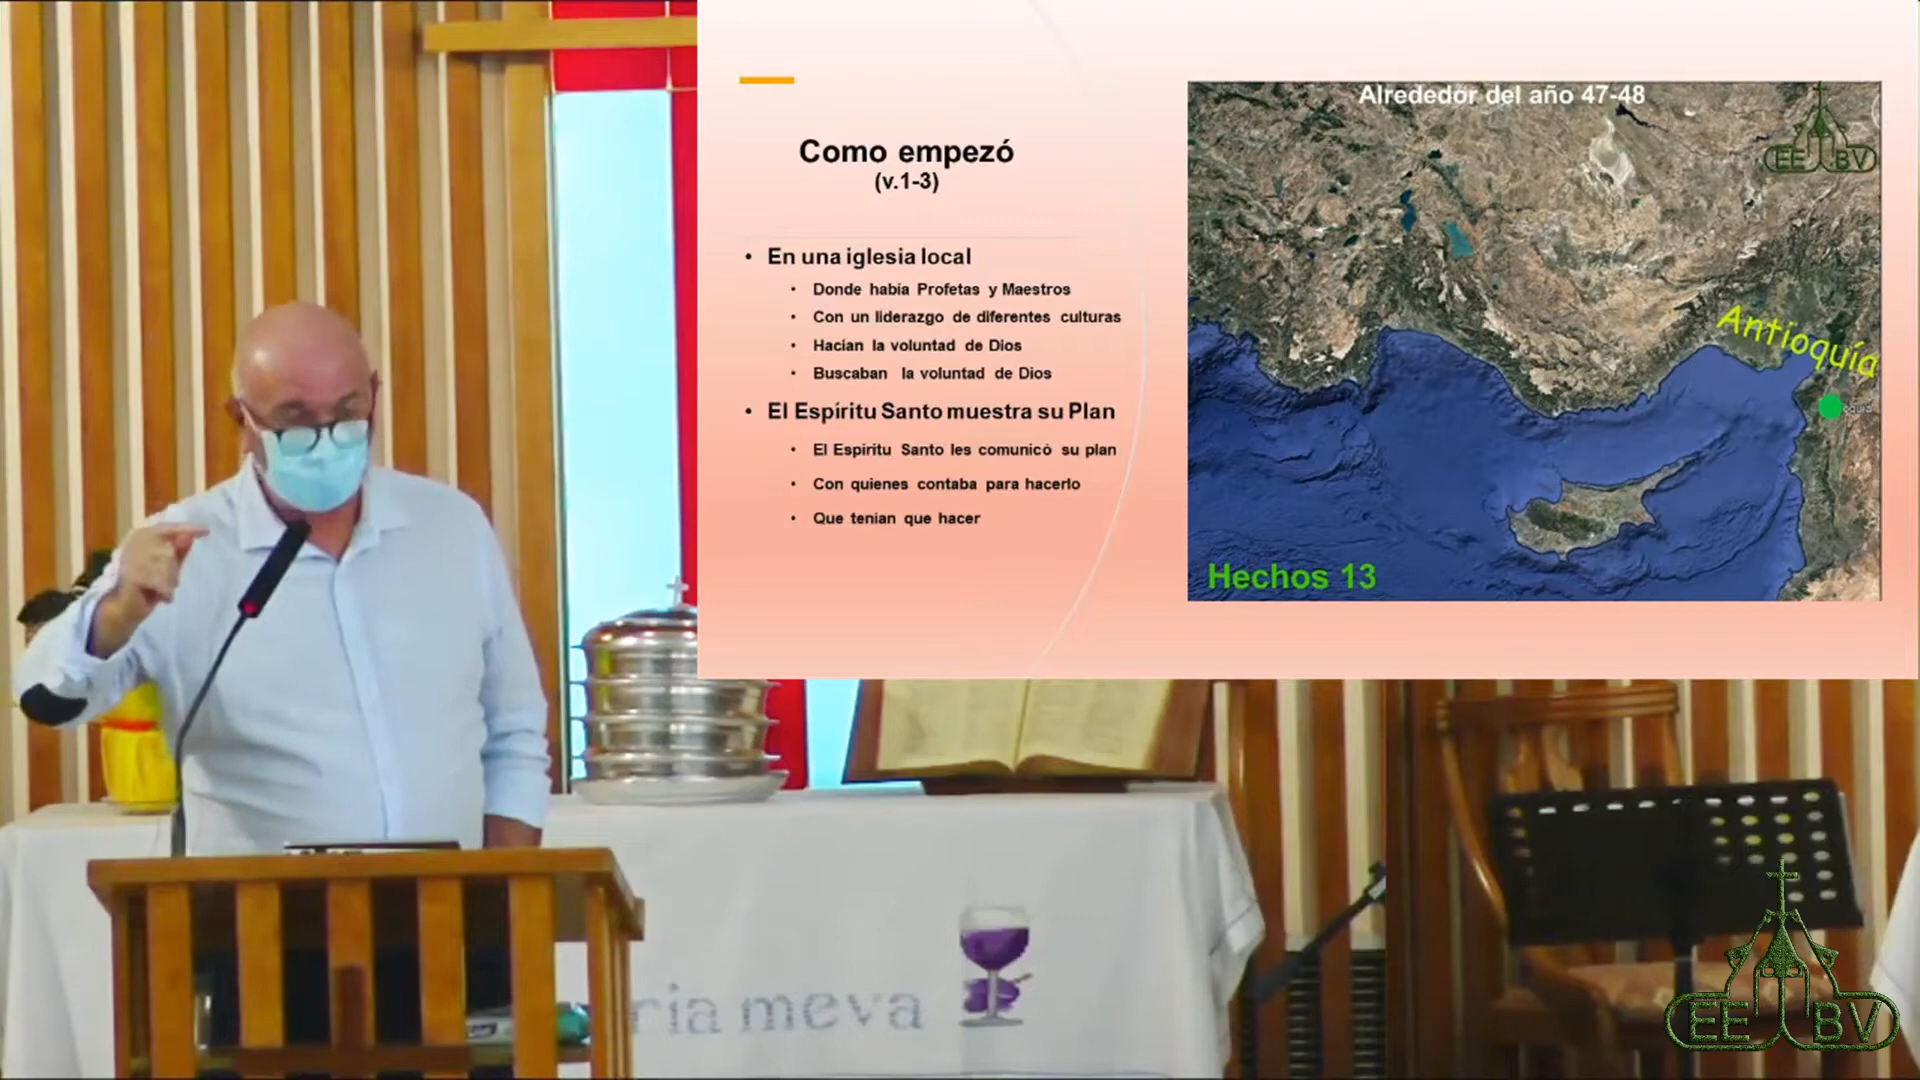 Como empezó
(v.1-3)
• En una iglesia local
• Donde había Profetas y Maestros
• Con un liderazgo de diferentes culturas
• Hacían la voluntad de Dios
• Buscaban la voluntad de Dios
• El Espíritu Santo muestra su Plan
• El Espíritu Santo les comunicó su plan
• Con quienes contaba para hacerlo
• Que tenian que hacer
Alrededor del año 47-48
EE BV
Antioquía
Hechos 13
ria meva
EE BV